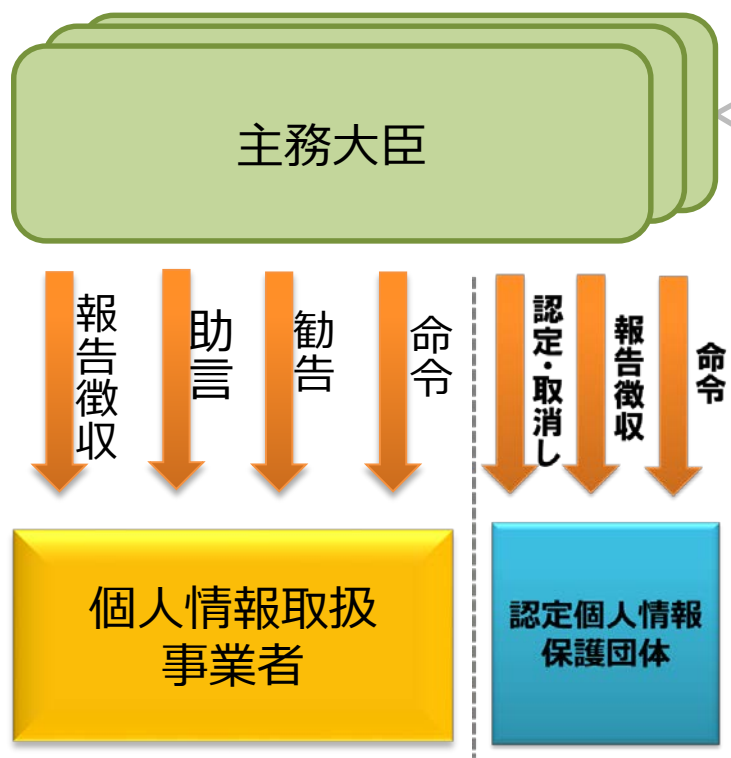 主務大臣
報告徴収
助言
勧告
命令
認定・取消し
報告徴収
命令
個人情報取扱
事業者
認定個人情報
保護団体